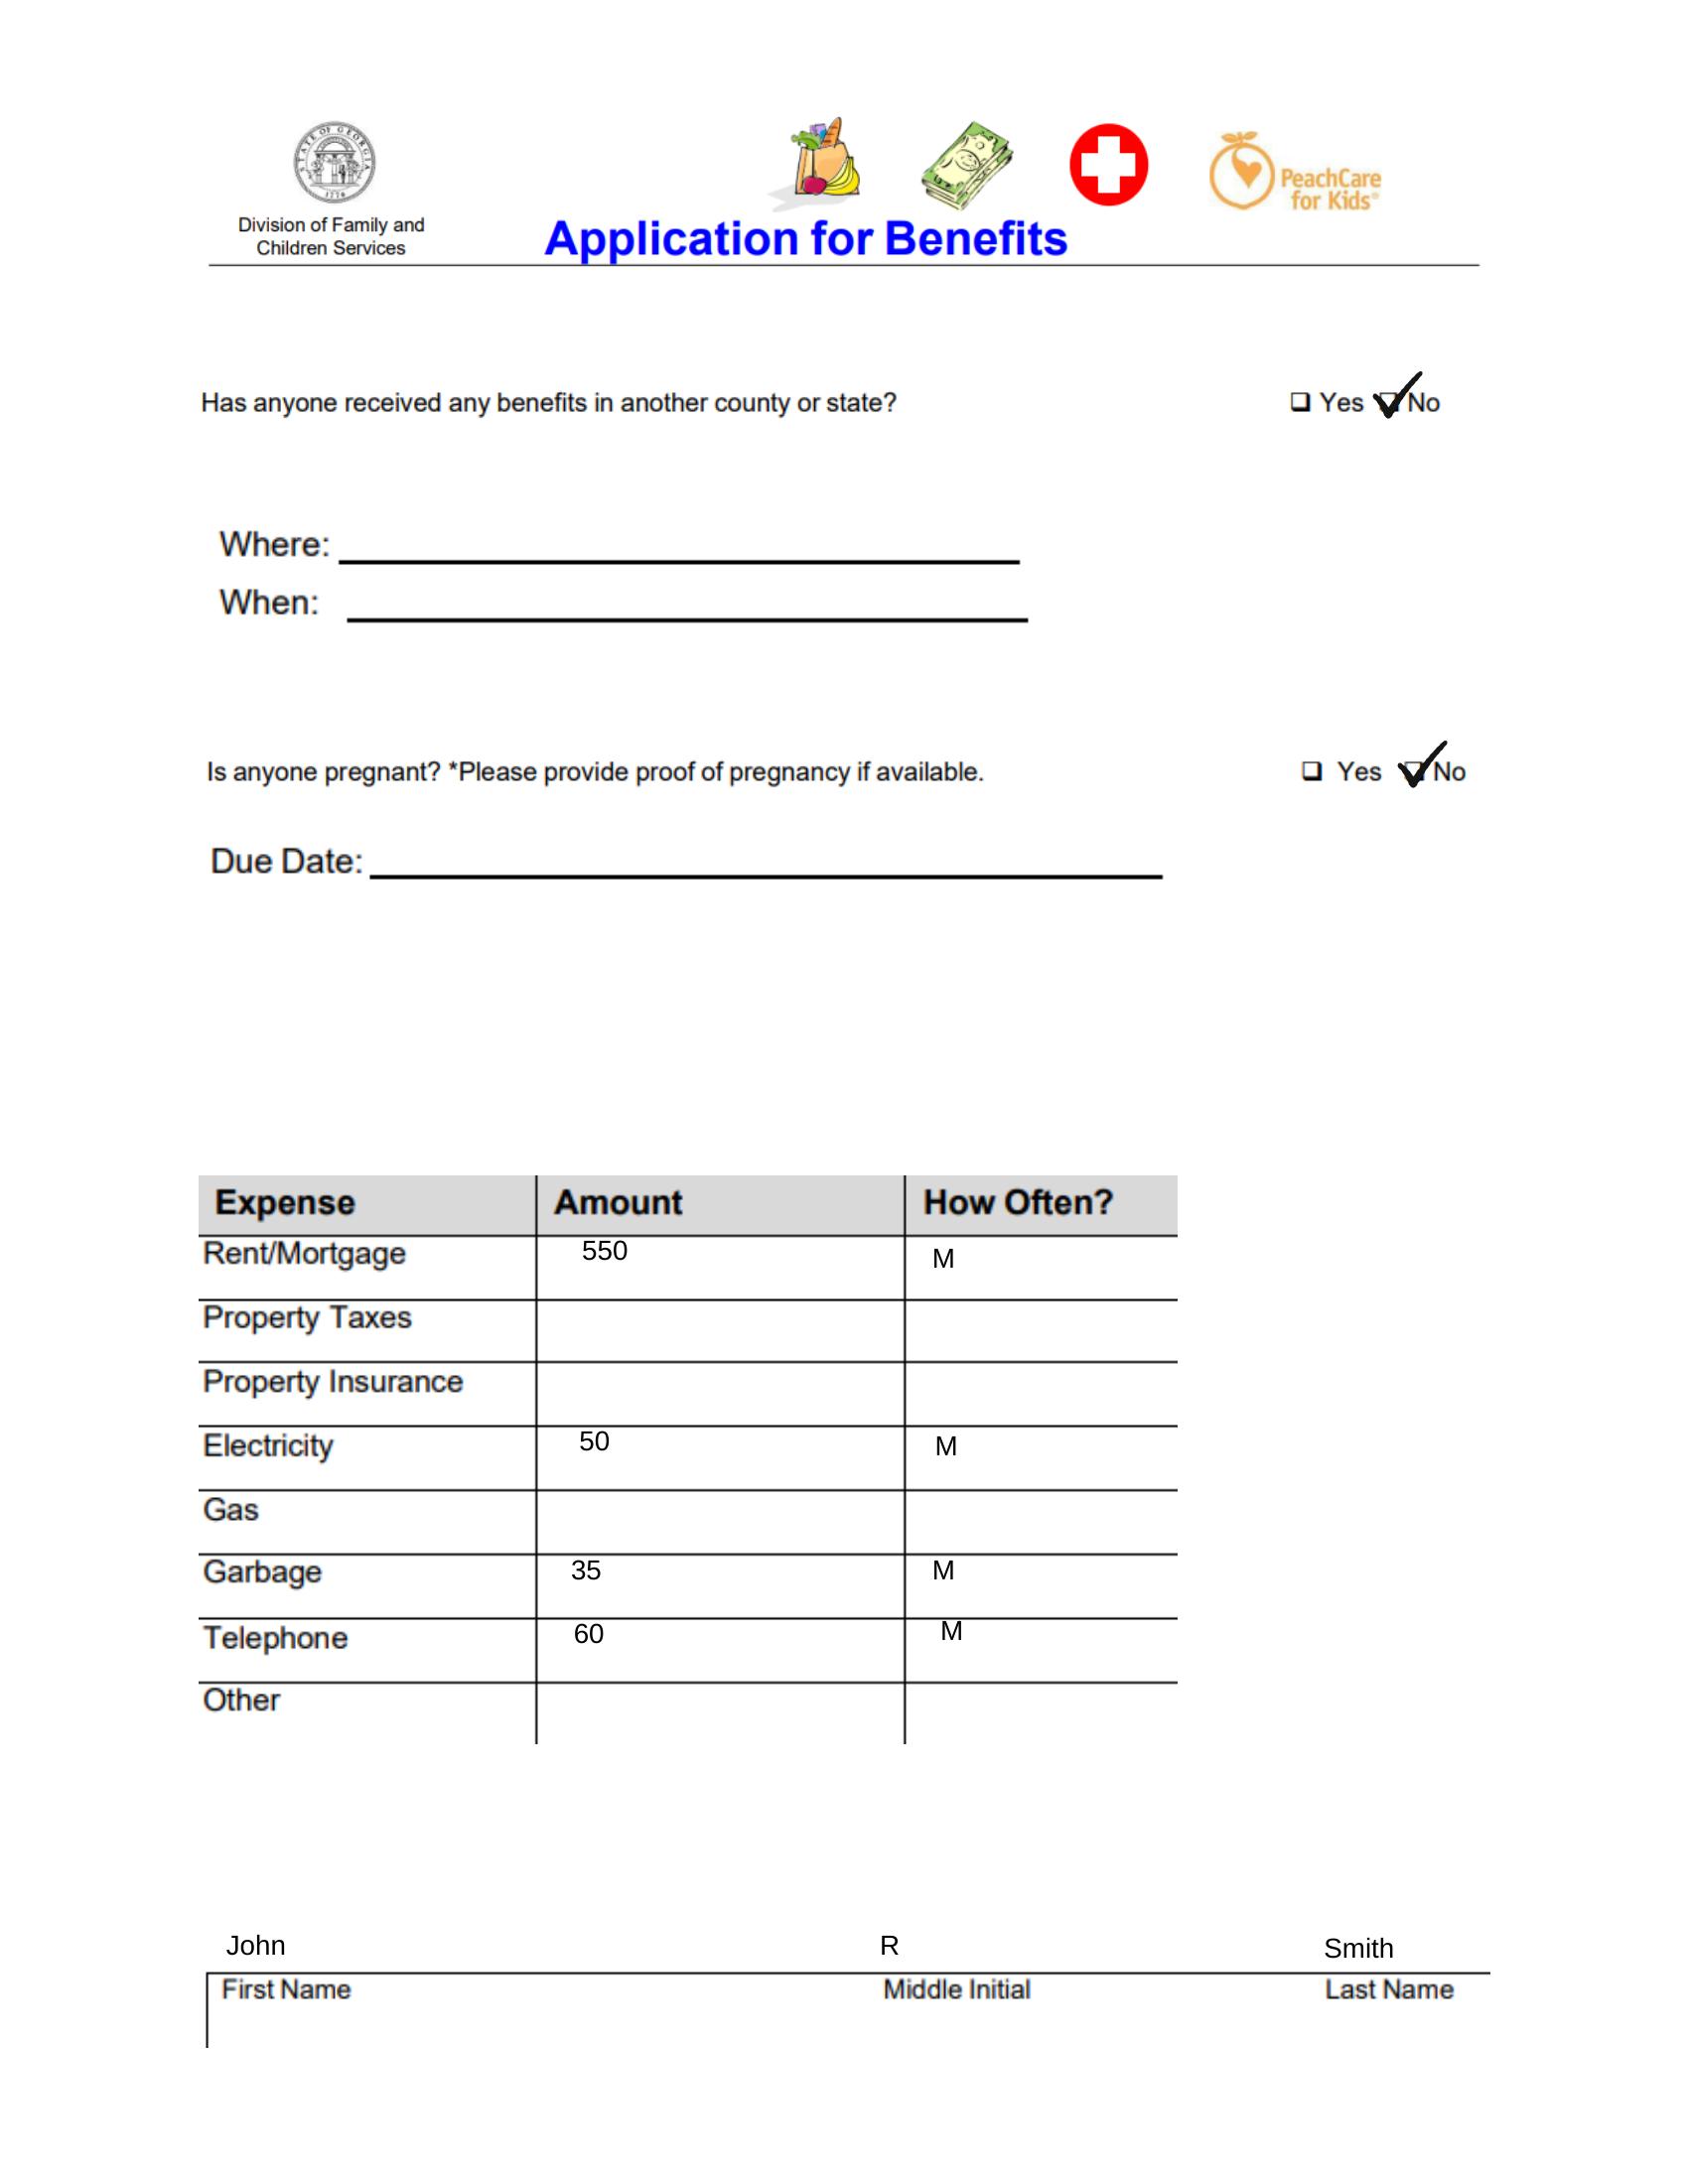 STATE OF GEORGIA
1776
Division of Family and
Children Services
Application for Benefits
PeachCare
for Kids®
Has anyone received any benefits in another county or state? ❑ Yes ❑ No
Where:
When:
Is anyone pregnant? *Please provide proof of pregnancy if available. ❑ Yes ❑ No
Due Date:
Expense Amount How Often?
Rent/Mortgage 550 M
Property Taxes
Property Insurance
Electricity 50 M
Gas
Garbage 35 M
Telephone 60 M
Other
John R Smith
First Name Middle Initial Last Name